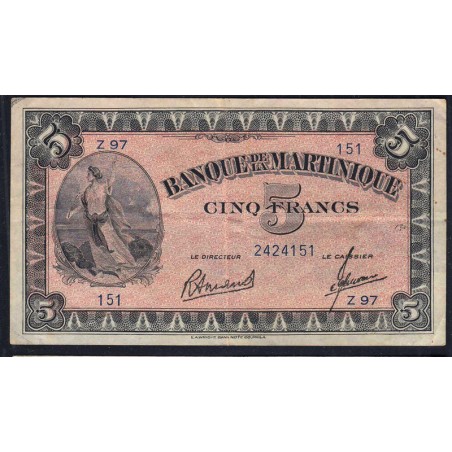 5 5
Z 97 151
BANQUE DE LA MARTINIQUE
5
CINQ FRANCS
LE DIRECTEUR 2424151 LE CAISSIER
151 Z 97
5 5